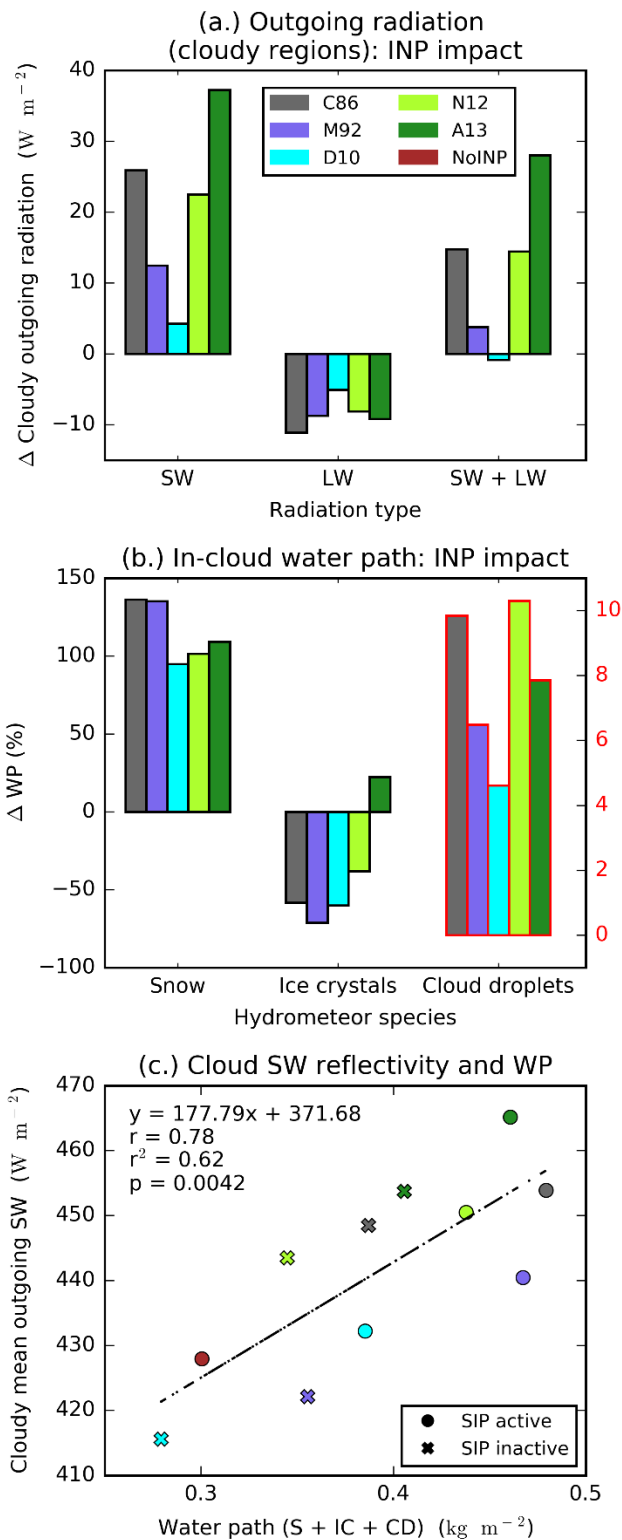 (a.) Outgoing radiation
(cloudy regions): INP impact
Δ Cloudy outgoing radiation (W m−2)
40
30
20
10
0
−10
C86
M92
D10
N12
A13
NoINP
SW
LW
SW + LW
Radiation type
(b.) In-cloud water path: INP impact
Δ WP (%)
150
100
50
0
−50
−100
10
8
6
4
2
0
Snow
Ice crystals
Cloud droplets
Hydrometeor species
(c.) Cloud SW reflectivity and WP
Cloudy mean outgoing SW (W m−2)
470
460
450
440
430
420
410
y = 177.79x + 371.68
r = 0.78
r2 = 0.62
p = 0.0042
SIP active
SIP inactive
0.3
0.4
0.5
Water path (S + IC + CD) (kg m−2)